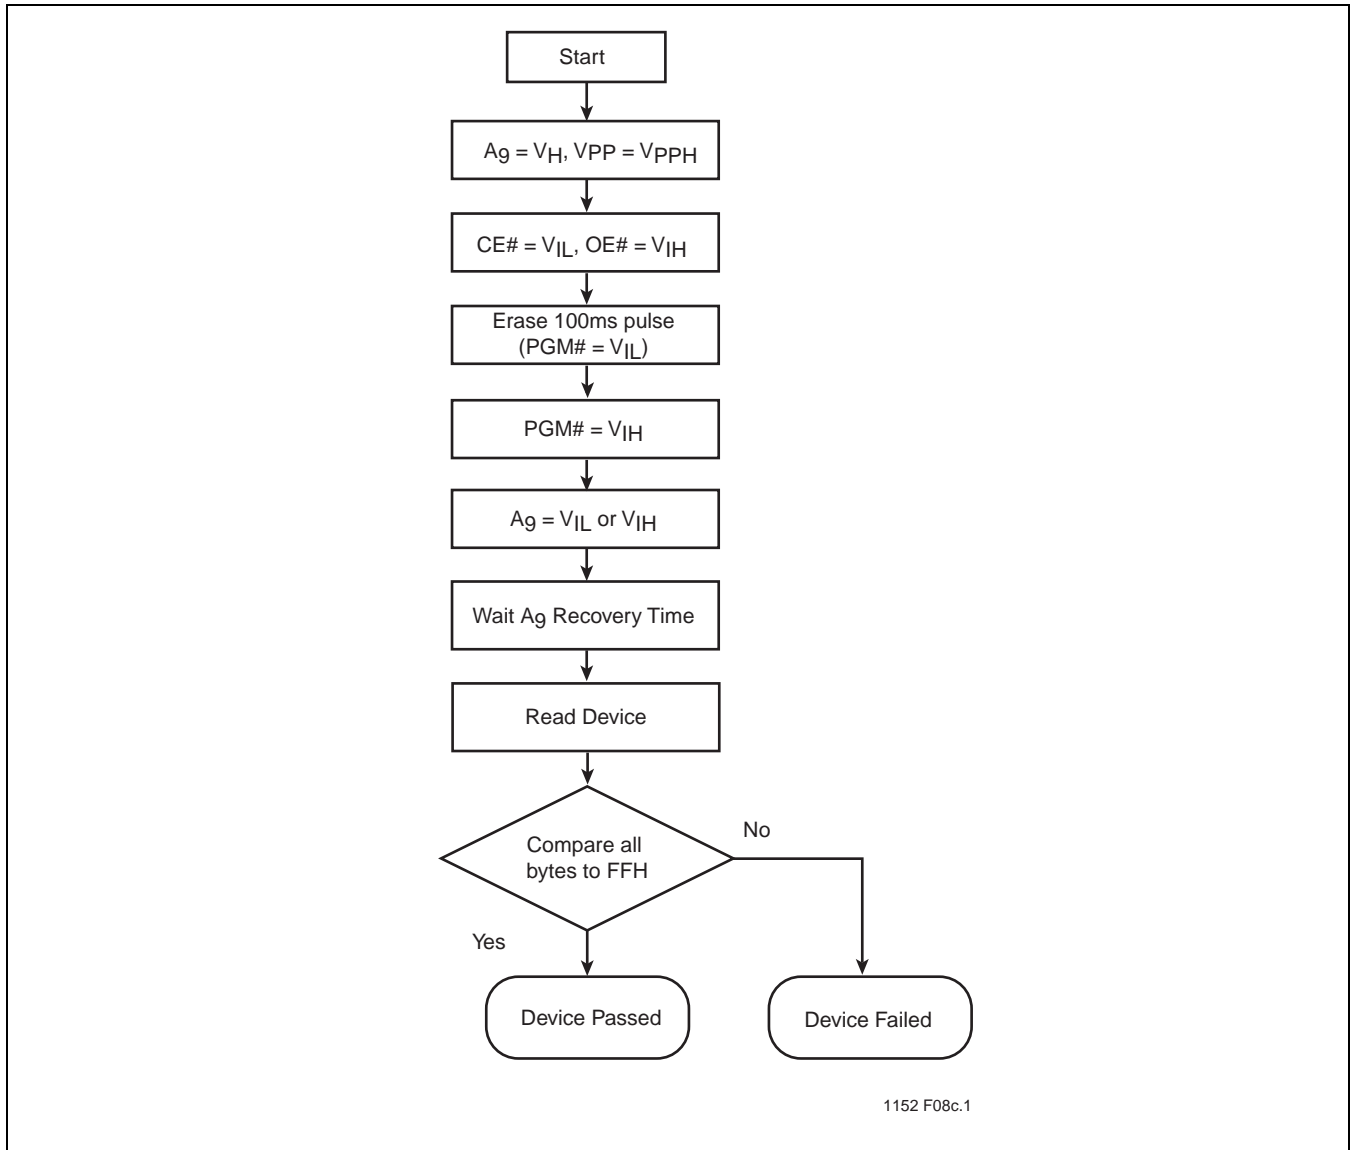 Start
A9 = VH, VPP = VPPH
CE# = VIL, OE# = VIH
Erase 100ms pulse
(PGM# = VIL)
PGM# = VIH
A9 = VIL or VIH
Wait A9 Recovery Time
Read Device
Compare all
bytes to FFH
No
Yes
Device Passed
Device Failed
1152 F08c.1